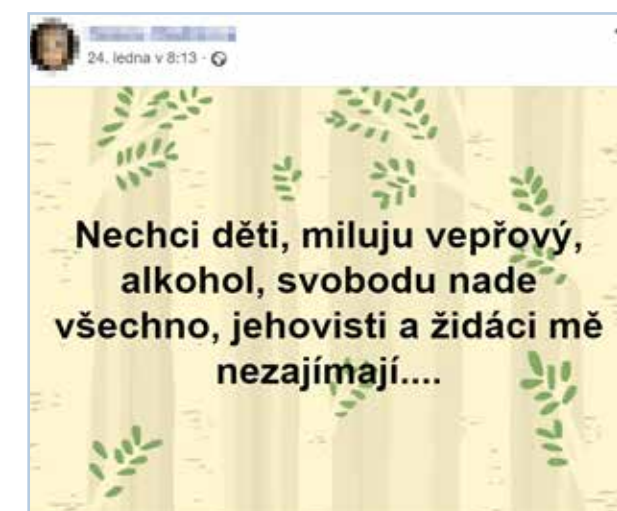 24. ledna v 8:13 ·
Nechci děti, miluju vepřový,
alkohol, svobodu nade
všechno, jehovisti a židáci mě
nezajímají....